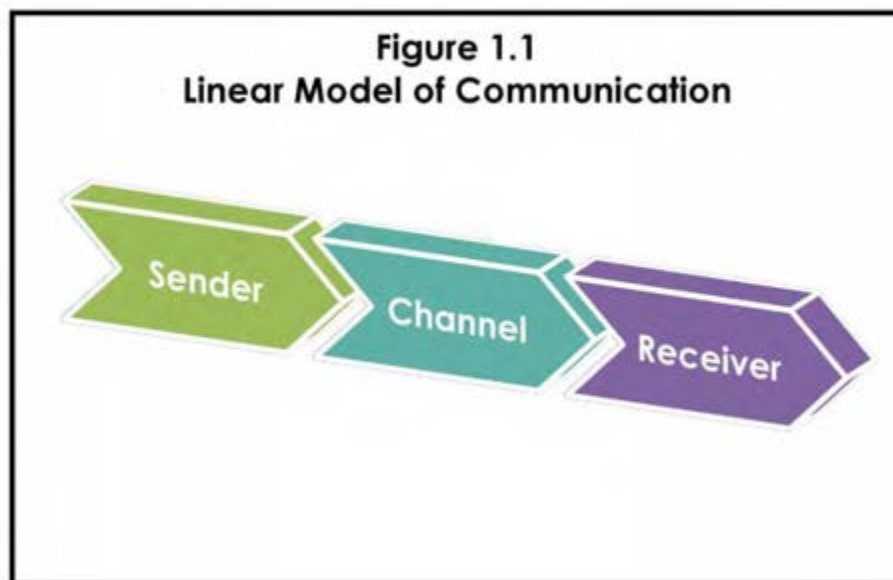 Figure 1.1
Linear Model of Communication
Sender
Channel
Receiver